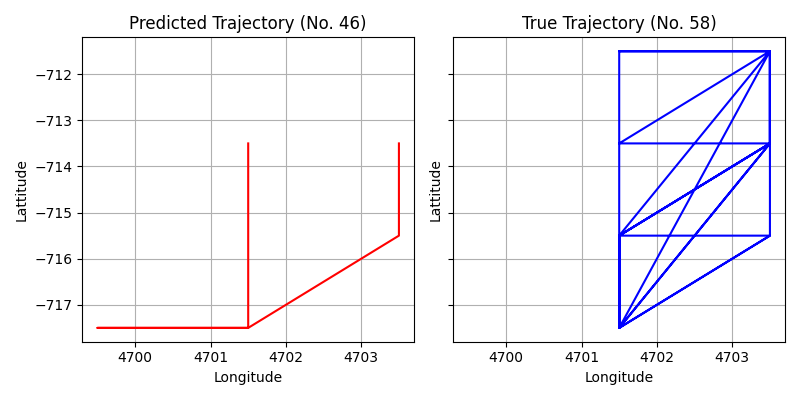 Predicted Trajectory (No. 46)
True Trajectory (No. 58)
−712
−713
−714
−715
−716
−717
Lattitude
4700
4701
4702
4703
Longitude
Lattitude
4700
4701
4702
4703
Longitude